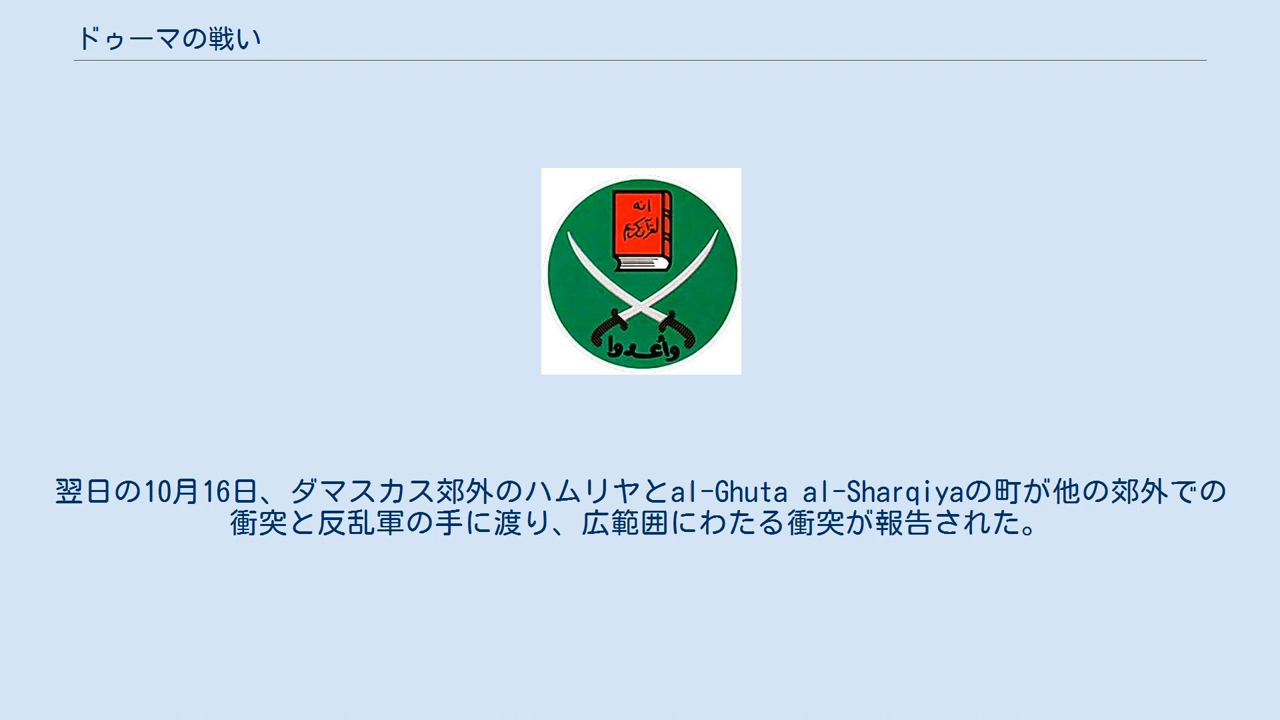 ドゥーマの戦い
انه
لقرآن كريم
وأعدوا
翌日の10月16日、ダマスカス郊外のハムリヤとal-Ghuta al-Sharqiyaの町が他の郊外での
衝突と反乱軍の手に渡り、広範囲にわたる衝突が報告された。